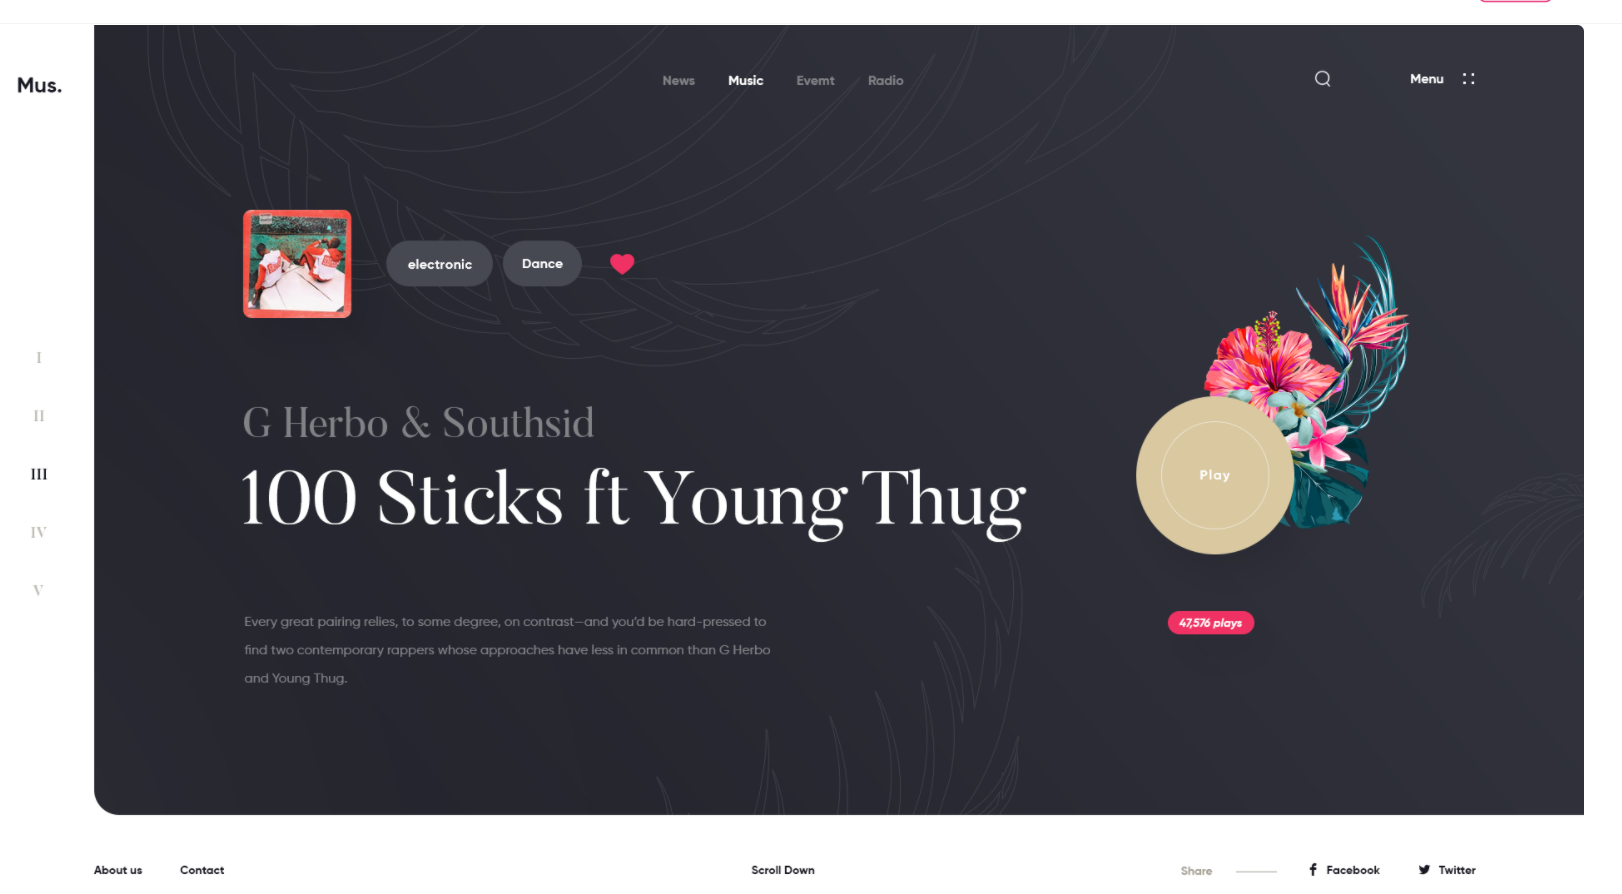 Mus.
News
Music
Evemt
Radio
Menu
electronic
Dance
I
II
III
IV
V
G Herbo & Southsid
100 Sticks ft Young Thug
Play
47,576 plays
Every great pairing relies, to some degree, on contrast—and you’d be hard-pressed to
find two contemporary rappers whose approaches have less in common than G Herbo
and Young Thug.
About us
Contact
Scroll Down
Share
Facebook
Twitter